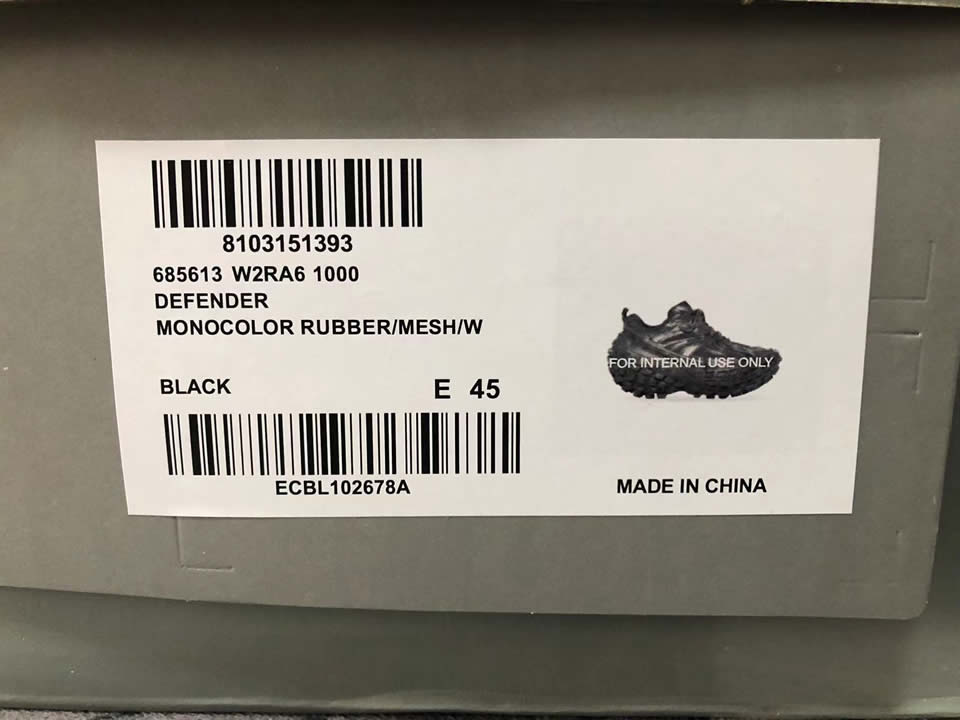 8103151393
685613 W2RA6 1000
DEFENDER
MONOCOLOR RUBBER/MESH/W
BLACK E 45
ECBL102678A
FOR INTERNAL USE ONLY
MADE IN CHINA